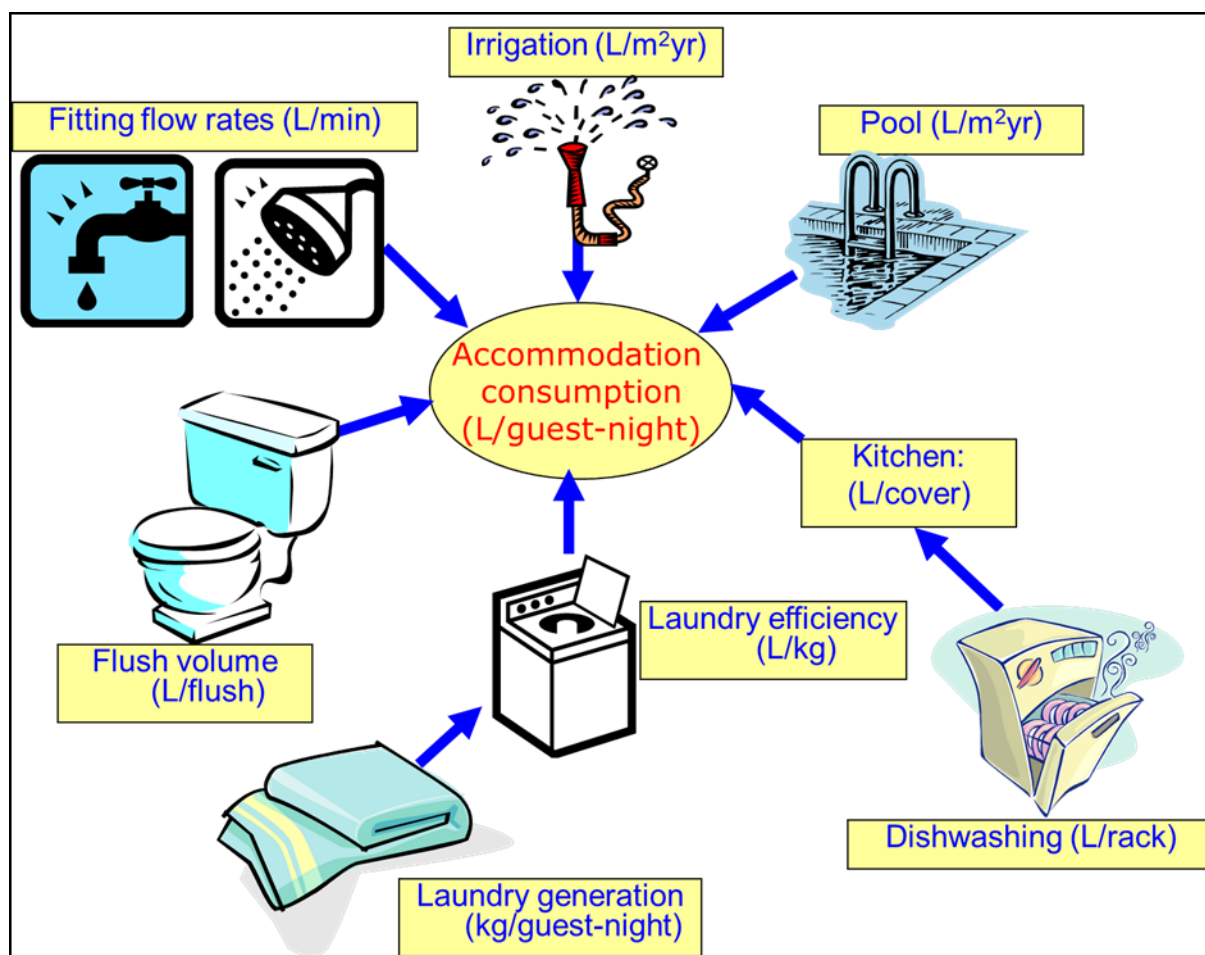 Irrigation (L/m²yr)
Fitting flow rates (L/min)
Pool (L/m²yr)
Accommodation
consumption
(L/guest-night)
Kitchen:
(L/cover)
Laundry efficiency
(L/kg)
Flush volume
(L/flush)
Dishwashing (L/rack)
Laundry generation
(kg/guest-night)